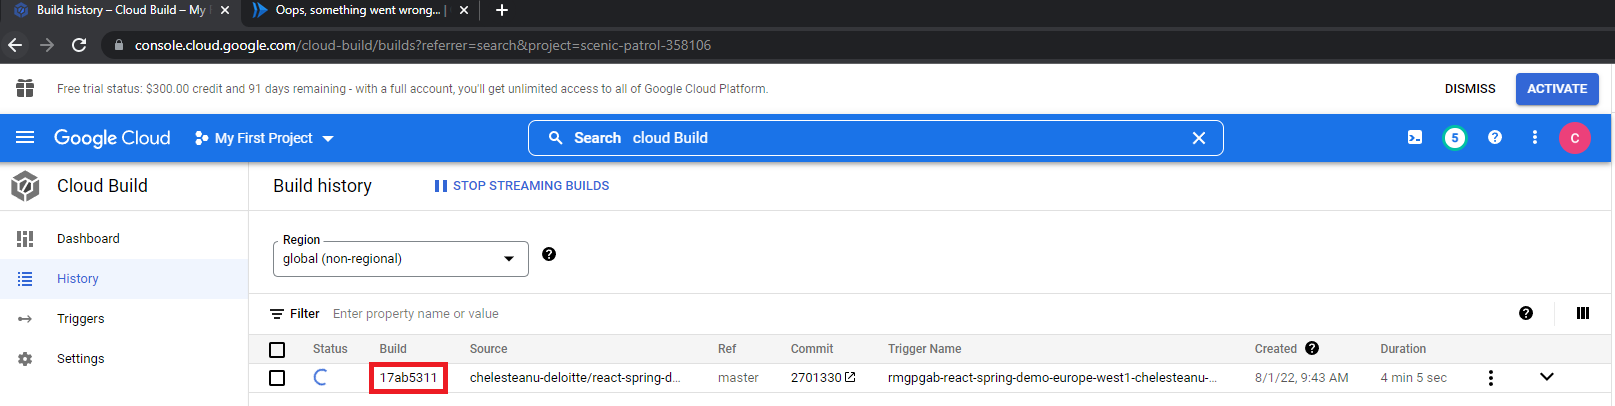 Build history – Cloud Build – My
Oops, something went wrong... |
console.cloud.google.com/cloud-build/builds?referrer=search&project=scenic-patrol-358106
Free trial status: $300.00 credit and 91 days remaining - with a full account, you'll get unlimited access to all of Google Cloud Platform.
DISMISS
ACTIVATE
Google Cloud
My First Project
Search cloud Build
5
C
Cloud Build
Build history
STOP STREAMING BUILDS
Dashboard
Region
global (non-regional)
History
Triggers
Filter Enter property name or value
Settings
Status Build Source Ref Commit Trigger Name Created Duration
17ab5311 chelesteanu-deloitte/react-spring-d... master 2701330 rmgpgab-react-spring-demo-europe-west1-chelesteanu-... 8/1/22, 9:43 AM 4 min 5 sec